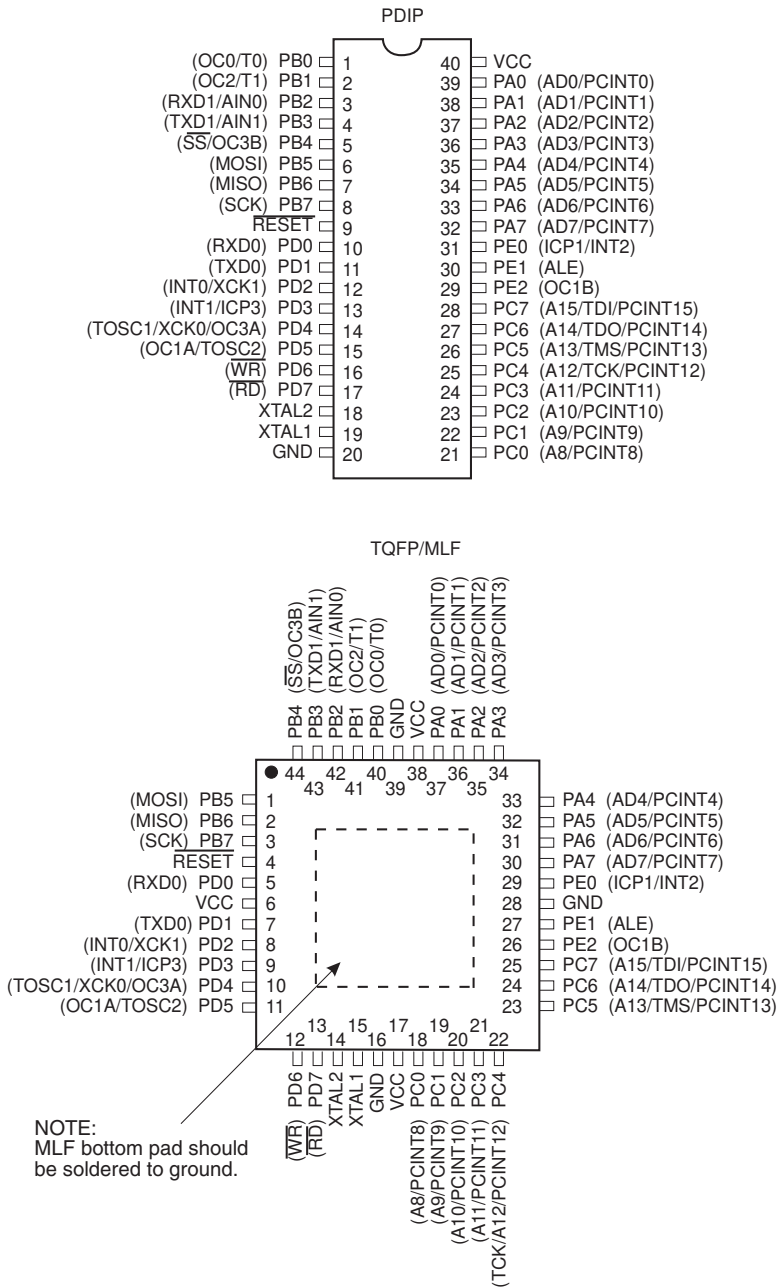 PDIP
(OC0/T0) PB0 1 40 VCC
(OC2/T1) PB1 2 39 PA0 (AD0/PCINT0)
(RXD1/AIN0) PB2 3 38 PA1 (AD1/PCINT1)
(TXD1/AIN1) PB3 4 37 PA2 (AD2/PCINT2)
(S̅S̅/OC3B) PB4 5 36 PA3 (AD3/PCINT3)
(MOSI) PB5 6 35 PA4 (AD4/PCINT4)
(MISO) PB6 7 34 PA5 (AD5/PCINT5)
(SCK) PB7 8 33 PA6 (AD6/PCINT6)
R̅E̅S̅E̅T̅ 9 32 PA7 (AD7/PCINT7)
(RXD0) PD0 10 31 PE0 (ICP1/INT2)
(TXD0) PD1 11 30 PE1 (ALE)
(INT0/XCK1) PD2 12 29 PE2 (OC1B)
(INT1/ICP3) PD3 13 28 PC7 (A15/TDI/PCINT15)
(TOSC1/XCK0/OC3A) PD4 14 27 PC6 (A14/TDO/PCINT14)
(OC1A/TOSC2) PD5 15 26 PC5 (A13/TMS/PCINT13)
(W̅R̅) PD6 16 25 PC4 (A12/TCK/PCINT12)
(R̅D̅) PD7 17 24 PC3 (A11/PCINT11)
XTAL2 18 23 PC2 (A10/PCINT10)
XTAL1 19 22 PC1 (A9/PCINT9)
GND 20 21 PC0 (A8/PCINT8)
TQFP/MLF
PB4 (S̅S̅/OC3B)
PB3 (TXD1/AIN1)
PB2 (RXD1/AIN0)
PB1 (OC2/T1)
PB0 (OC0/T0)
GND
VCC
PA0 (AD0/PCINT0)
PA1 (AD1/PCINT1)
PA2 (AD2/PCINT2)
PA3 (AD3/PCINT3)
44 42 40 38 36 34
43 41 39 37 35
(MOSI) PB5 1 33 PA4 (AD4/PCINT4)
(MISO) PB6 2 32 PA5 (AD5/PCINT5)
(SCK) PB7 3 31 PA6 (AD6/PCINT6)
R̅E̅S̅E̅T̅ 4 30 PA7 (AD7/PCINT7)
(RXD0) PD0 5 29 PE0 (ICP1/INT2)
VCC 6 28 GND
(TXD0) PD1 7 27 PE1 (ALE)
(INT0/XCK1) PD2 8 26 PE2 (OC1B)
(INT1/ICP3) PD3 9 25 PC7 (A15/TDI/PCINT15)
(TOSC1/XCK0/OC3A) PD4 10 24 PC6 (A14/TDO/PCINT14)
(OC1A/TOSC2) PD5 11 23 PC5 (A13/TMS/PCINT13)
13 15 17 19 21
12 14 16 18 20 22
(W̅R̅) PD6
(R̅D̅) PD7
XTAL2
XTAL1
GND
VCC
(A8/PCINT8) PC0
(A9/PCINT9) PC1
(A10/PCINT10) PC2
(A11/PCINT11) PC3
(TCK/A12/PCINT12) PC4
NOTE:
MLF bottom pad should
be soldered to ground.